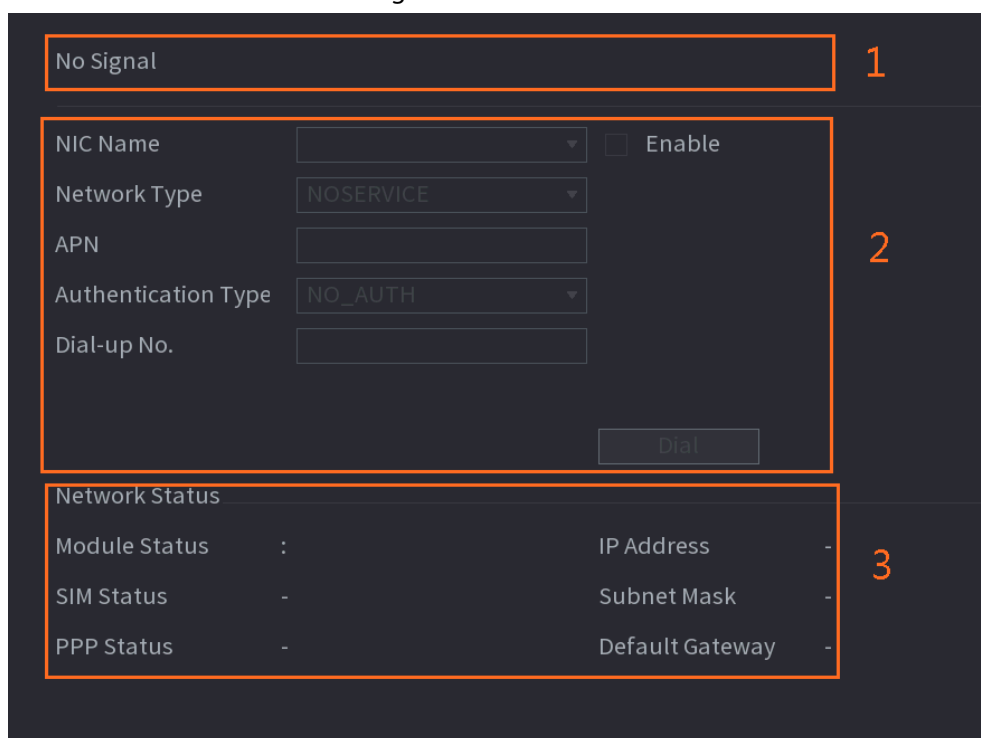 No Signal
1
NIC Name
Enable
Network Type NOSERVICE
APN
2
Authentication Type NO_AUTH
Dial-up No.
Dial
Network Status
Module Status : IP Address -
3
SIM Status - Subnet Mask -
PPP Status - Default Gateway -